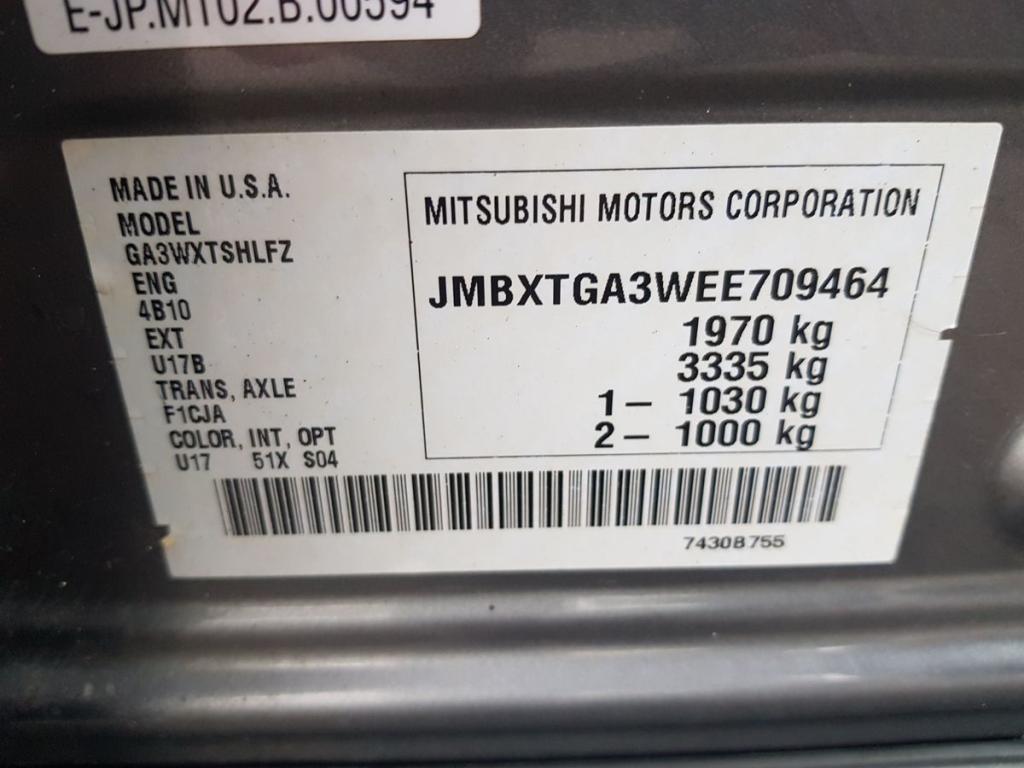 E-JP.MT02.B.00594
MADE IN U.S.A.
MODEL
GA3WXTSHLFZ
ENG
4B10
EXT
U17B
TRANS, AXLE
F1CJA
COLOR, INT, OPT
U17 51X S04
MITSUBISHI MOTORS CORPORATION
JMBXTGA3WEE709464
1970 kg
3335 kg
1– 1030 kg
2– 1000 kg
7430B755